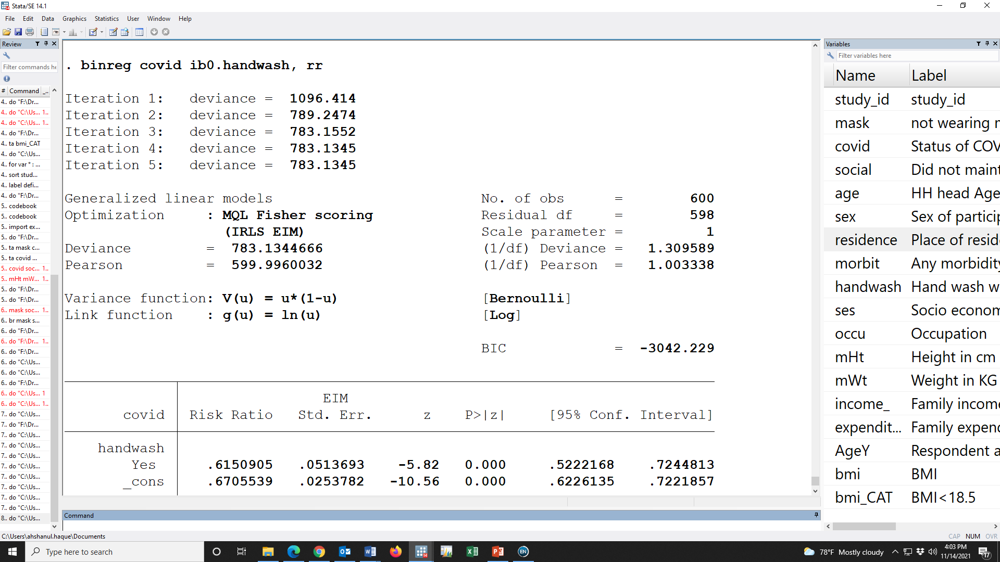 Stata/SE 14.1
File Edit Data Graphics Statistics User Window Help
Review
Filter commands he
# Command _..
4.. do "F:\Dr...
4.. do "C:\Us... 1..
4.. do "C:\Us... 1..
4.. do "F:\Dr...
4.. ta bmi_CAT
4.. do "C:\Us...
4.. for var * : ...
4.. sort stud...
4.. label defi...
4.. do "F:\Dr...
5.. codebook
5.. codebook
5.. import ex...
5.. do "F:\Dr...
5.. ta mask c...
5.. ta covid ...
5.. covid soc... 1..
5.. mHt mW... 1..
5.. do "F:\Dr...
5.. do "F:\Dr...
6.. mask soc... 1..
6.. br mask s...
6.. do "F:\Dr...
6.. do "F:\Dr... 1..
6.. do "F:\Dr...
6.. do "C:\Us...
6.. do "C:\Us...
6.. do "F:\Dr...
6.. do "C:\Us... 1
6.. do "C:\Us... 1..
7.. do "C:\Us...
7.. do "F:\Dr...
7.. do "C:\Us...
7.. do "C:\Us...
7.. do "C:\Us...
7.. do "C:\Us...
7.. do "C:\Us...
7.. do "C:\Us...
7.. do "C:\Us...
7.. do "C:\Us...
8.. do "C:\Us...
. binreg covid ib0.handwash, rr
Iteration 1: deviance = 1096.414
Iteration 2: deviance = 789.2474
Iteration 3: deviance = 783.1552
Iteration 4: deviance = 783.1345
Iteration 5: deviance = 783.1345
Generalized linear models No. of obs = 600
Optimization : MQL Fisher scoring Residual df = 598
(IRLS EIM) Scale parameter = 1
Deviance = 783.1344666 (1/df) Deviance = 1.309589
Pearson = 599.9960032 (1/df) Pearson = 1.003338
Variance function: V(u) = u*(1-u) [Bernoulli]
Link function : g(u) = ln(u) [Log]
BIC = -3042.229
EIM
covid Risk Ratio Std. Err. z P>|z| [95% Conf. Interval]
handwash
Yes .6150905 .0513693 -5.82 0.000 .5222168 .7244813
_cons .6705539 .0253782 -10.56 0.000 .6226135 .7221857
Command
Variables
Filter variables here
Name Label
study_id study_id
mask not wearing
covid Status of COV
social Did not maint
age HH head Age
sex Sex of particip
residence Place of resid
morbit Any morbidity
handwash Hand wash w
ses Socio econom
occu Occupation
mHt Height in cm
mWt Weight in KG
income_ Family income
expendit... Family expend
AgeY Respondent a
bmi BMI
bmi_CAT BMI<18.5
C:\Users\ahshanul.haque\Documents
CAP NUM OVR
Type here to search
14
EN
78°F Mostly cloudy
4:03 PM
11/14/2021
17